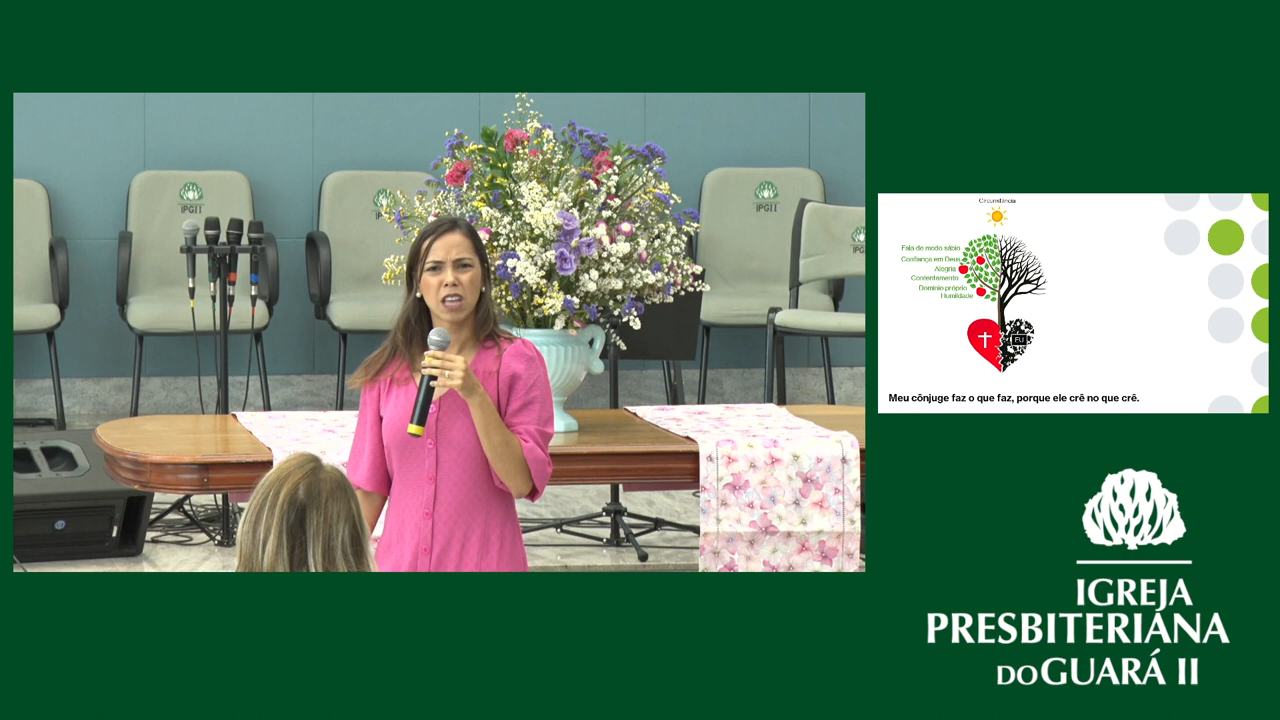 IPGII
IPGII
Circunstância
Fala de modo sábio
Confiança em Deus
Alegria
Contentamento
Domínio próprio
Humildade
EU
Meu cônjuge faz o que faz, porque ele crê no que crê.
IGREJA
PRESBITERIANA
DO GUARÁ II